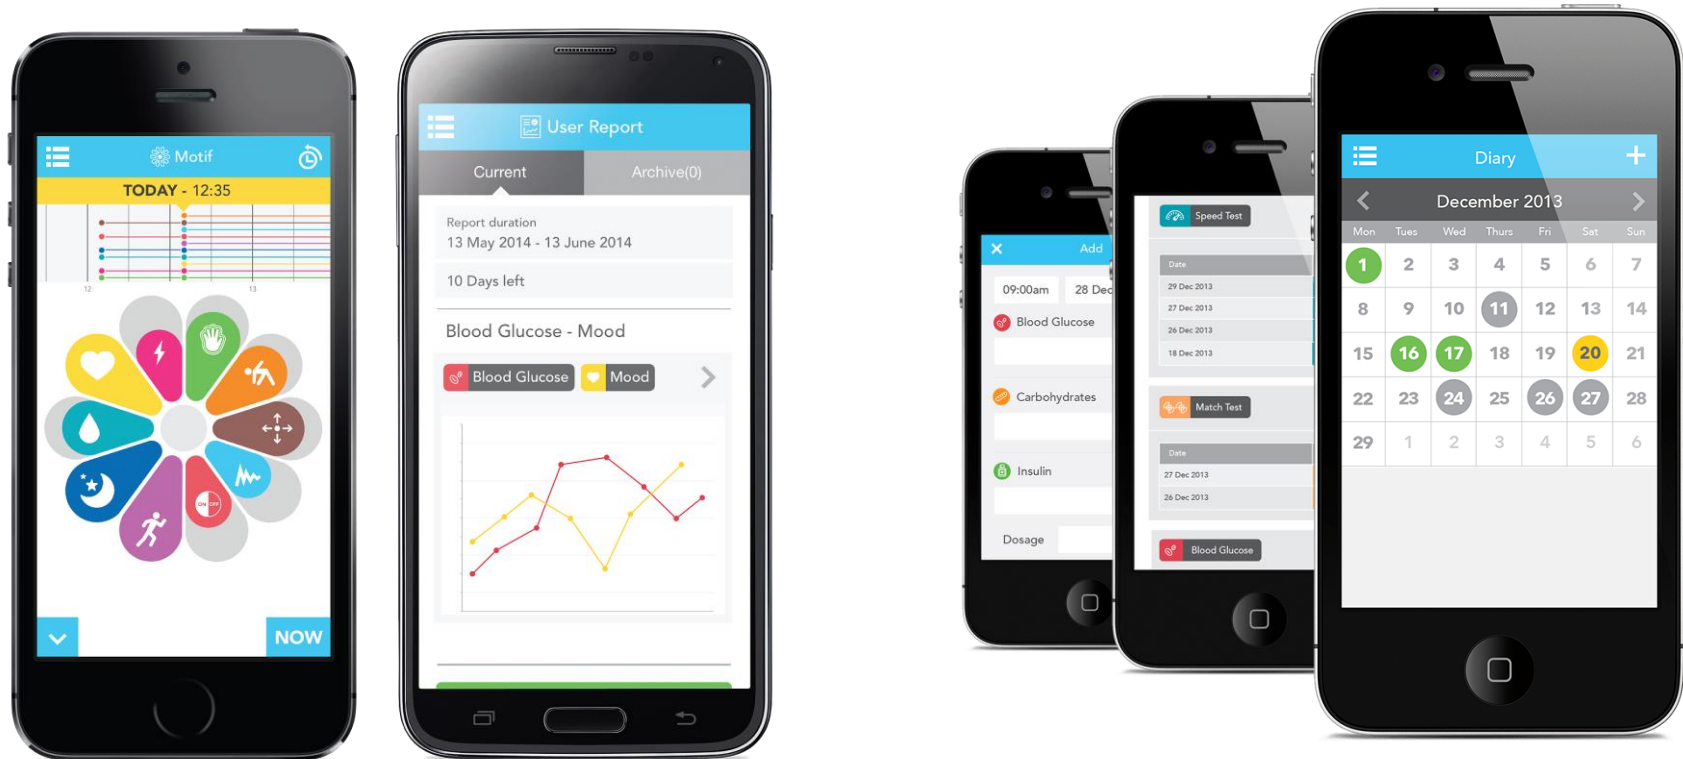 Motif
TODAY - 12:35
12
13
ON OFF
NOW
User Report
Current
Archive(0)
Report duration
13 May 2014 - 13 June 2014
10 Days left
Blood Glucose - Mood
Blood Glucose
Mood
Add
09:00am
28 Dec
Blood Glucose
Carbohydrates
Insulin
Dosage
Speed Test
Date
29 Dec 2013
27 Dec 2013
26 Dec 2013
18 Dec 2013
Match Test
Date
27 Dec 2013
26 Dec 2013
Blood Glucose
Diary
December 2013
Mon Tues Wed Thurs Fri Sat Sun
1 2 3 4 5 6 7
8 9 10 11 12 13 14
15 16 17 18 19 20 21
22 23 24 25 26 27 28
29 1 2 3 4 5 6